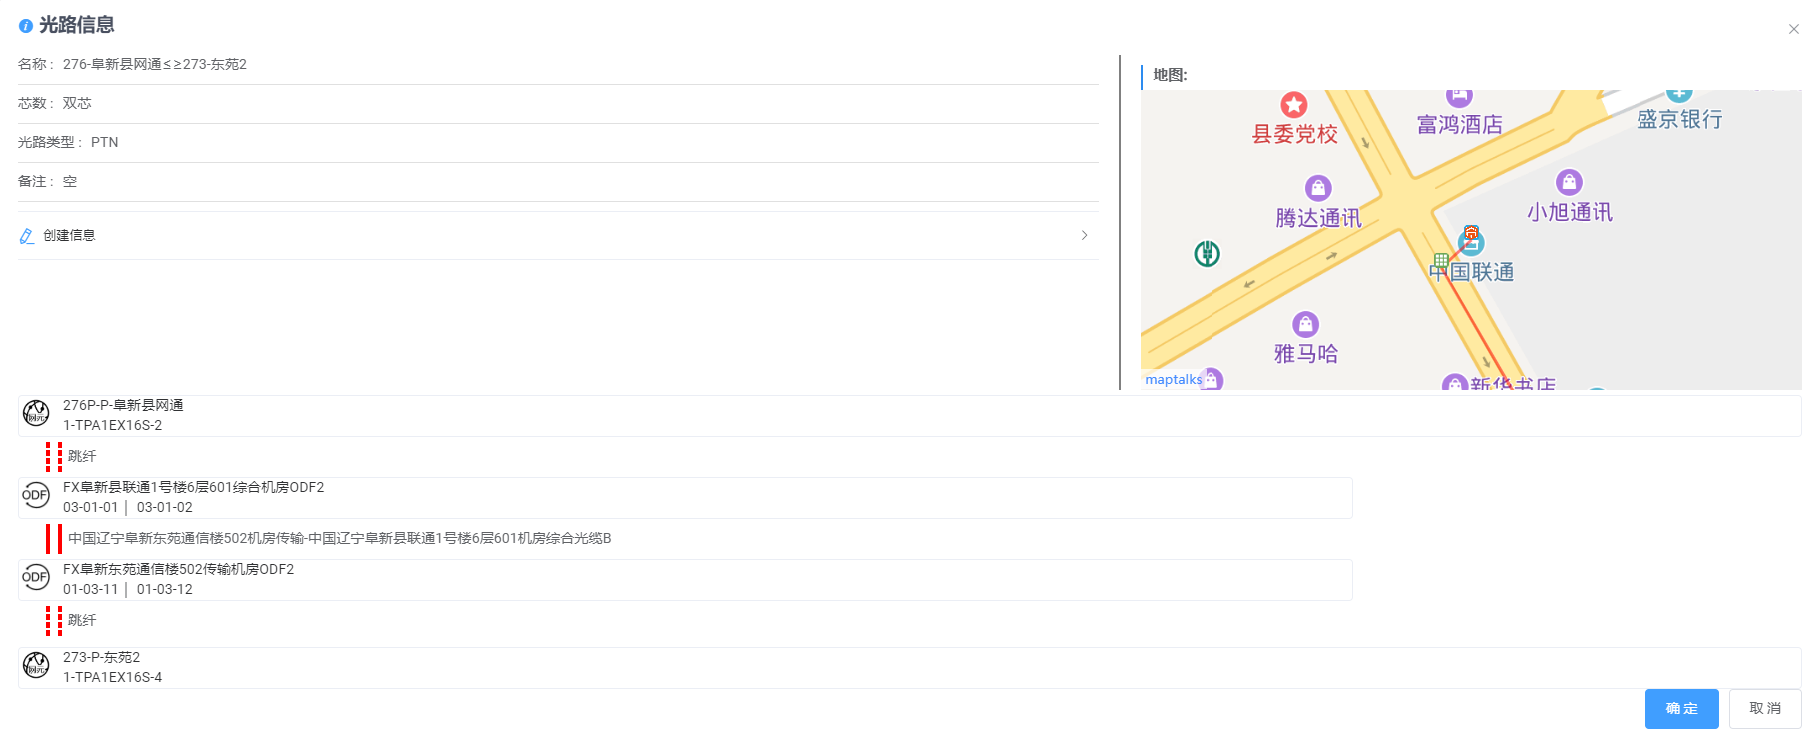 光路信息
名称： 276-阜新县网通≤≥273-东苑2
芯数： 双芯
光路类型： PTN
备注： 空
创建信息
地图:
县委党校
富鸿酒店
盛京银行
腾达通讯
小旭通讯
中国联通
雅马哈
新华书店
maptalks
276P-P-阜新县网通
1-TPA1EX16S-2
跳纤
ODF
FX阜新县联通1号楼6层601综合机房ODF2
03-01-01 │ 03-01-02
中国辽宁阜新东苑通信楼502机房传输-中国辽宁阜新县联通1号楼6层601机房综合光缆B
ODF
FX阜新东苑通信楼502传输机房ODF2
01-03-11 │ 01-03-12
跳纤
网元
273-P-东苑2
1-TPA1EX16S-4
确 定
取 消